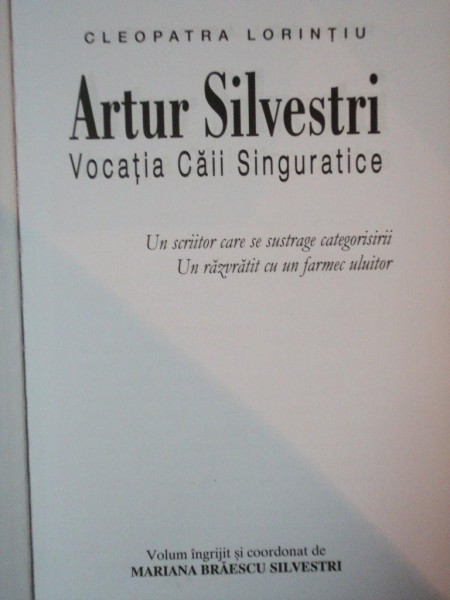 CLEOPATRA LORINȚIU
Artur Silvestri
Vocația Căii Singuratice
Un scriitor care se sustrage categorisirii
Un răzvrătit cu un farmec uluitor
Volum îngrijit și coordonat de
MARIANA BRĂESCU SILVESTRI